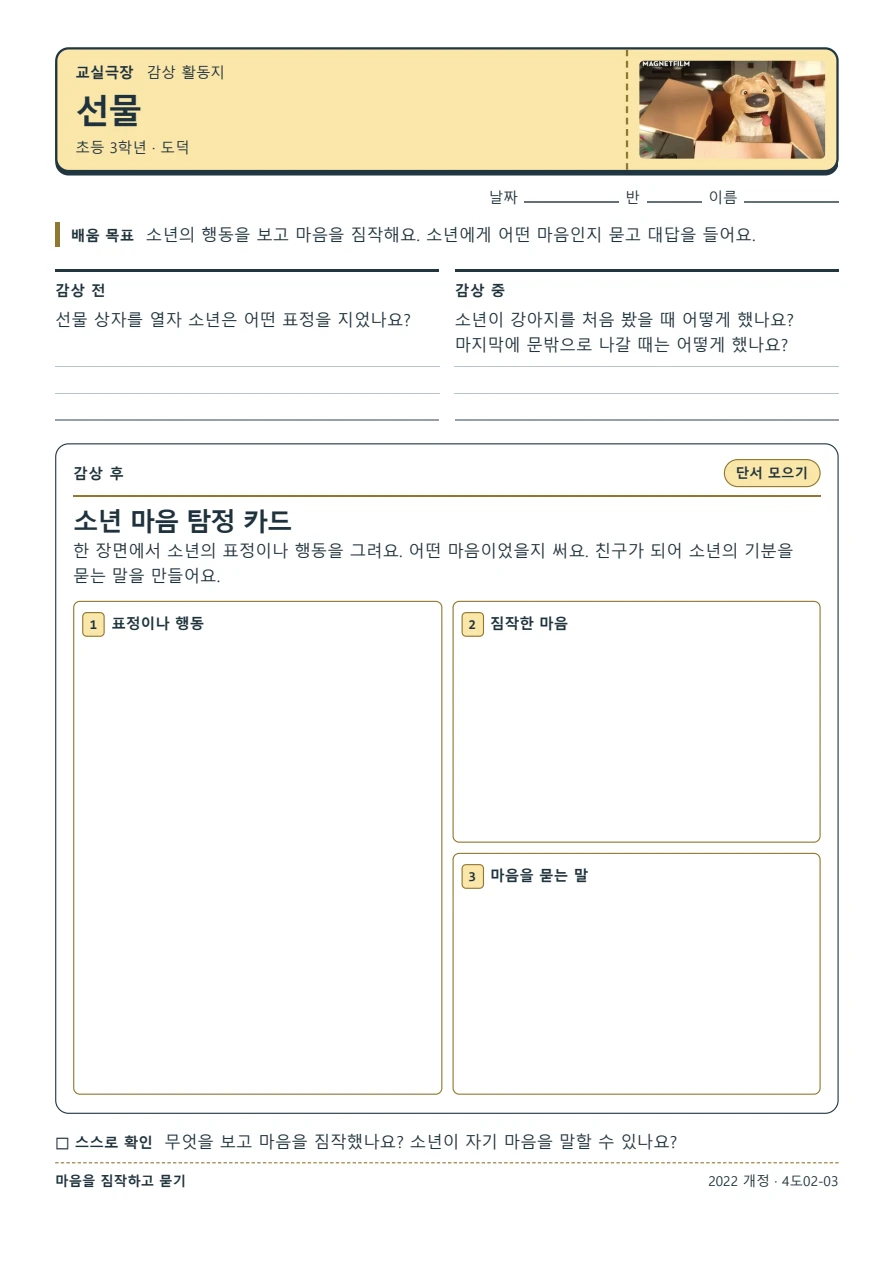 교실극장 감상 활동지
선물
초등 3학년 · 도덕
MAGNETFILM
날짜 반 이름
배움 목표 소년의 행동을 보고 마음을 짐작해요. 소년에게 어떤 마음인지 묻고 대답을 들어요.
감상 전
선물 상자를 열자 소년은 어떤 표정을 지었나요?
감상 중
소년이 강아지를 처음 봤을 때 어떻게 했나요?
마지막에 문밖으로 나갈 때는 어떻게 했나요?
감상 후
단서 모으기
소년 마음 탐정 카드
한 장면에서 소년의 표정이나 행동을 그려요. 어떤 마음이었을지 써요. 친구가 되어 소년의 기분을
묻는 말을 만들어요.
1 표정이나 행동
2 짐작한 마음
3 마음을 묻는 말
□ 스스로 확인 무엇을 보고 마음을 짐작했나요? 소년이 자기 마음을 말할 수 있나요?
마음을 짐작하고 묻기
2022 개정 · 4도02-03